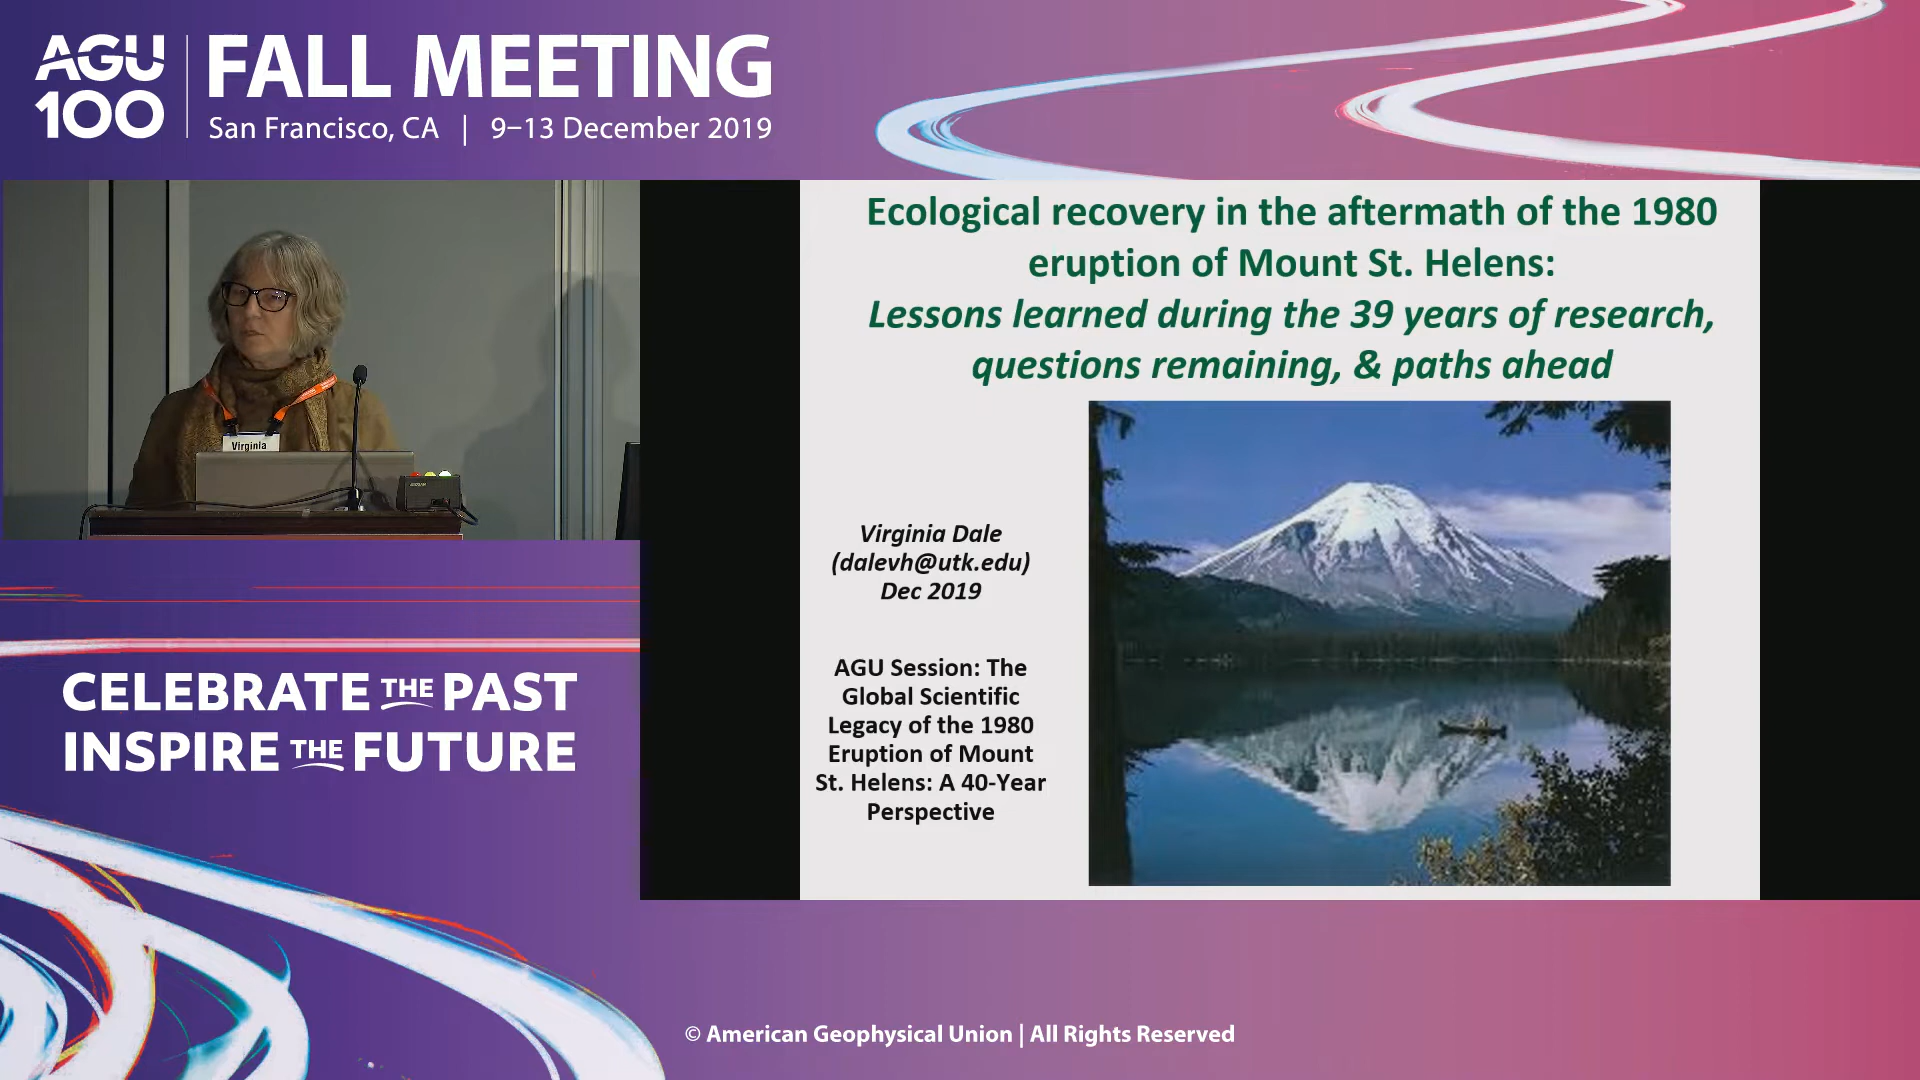 AGU
100
FALL MEETING
San Francisco, CA | 9–13 December 2019
Virginia
Ecological recovery in the aftermath of the 1980
eruption of Mount St. Helens:
Lessons learned during the 39 years of research,
questions remaining, & paths ahead
Virginia Dale
(dalevh@utk.edu)
Dec 2019
AGU Session: The
Global Scientific
Legacy of the 1980
Eruption of Mount
St. Helens: A 40-Year
Perspective
CELEBRATE THE PAST
INSPIRE THE FUTURE
© American Geophysical Union | All Rights Reserved